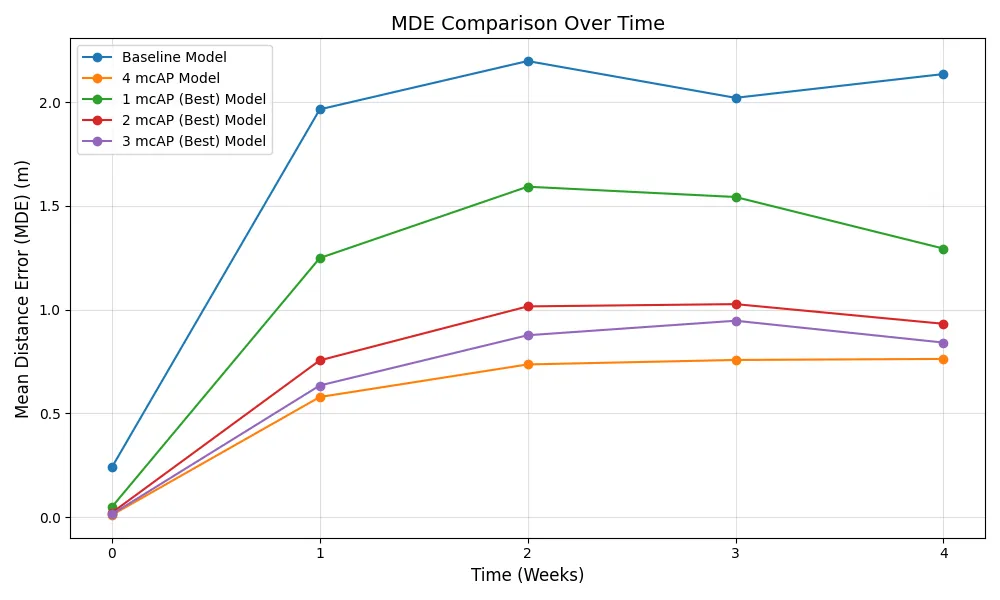 MDE Comparison Over Time
Baseline Model
4 mcAP Model
1 mcAP (Best) Model
2 mcAP (Best) Model
3 mcAP (Best) Model
Mean Distance Error (MDE) (m)
2.0
1.5
1.0
0.5
0.0
0 1 2 3 4
Time (Weeks)